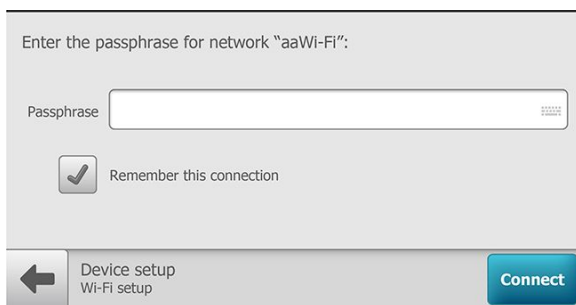 Enter the passphrase for network “aaWi-Fi”:
Passphrase
Remember this connection
Device setup
Wi-Fi setup
Connect